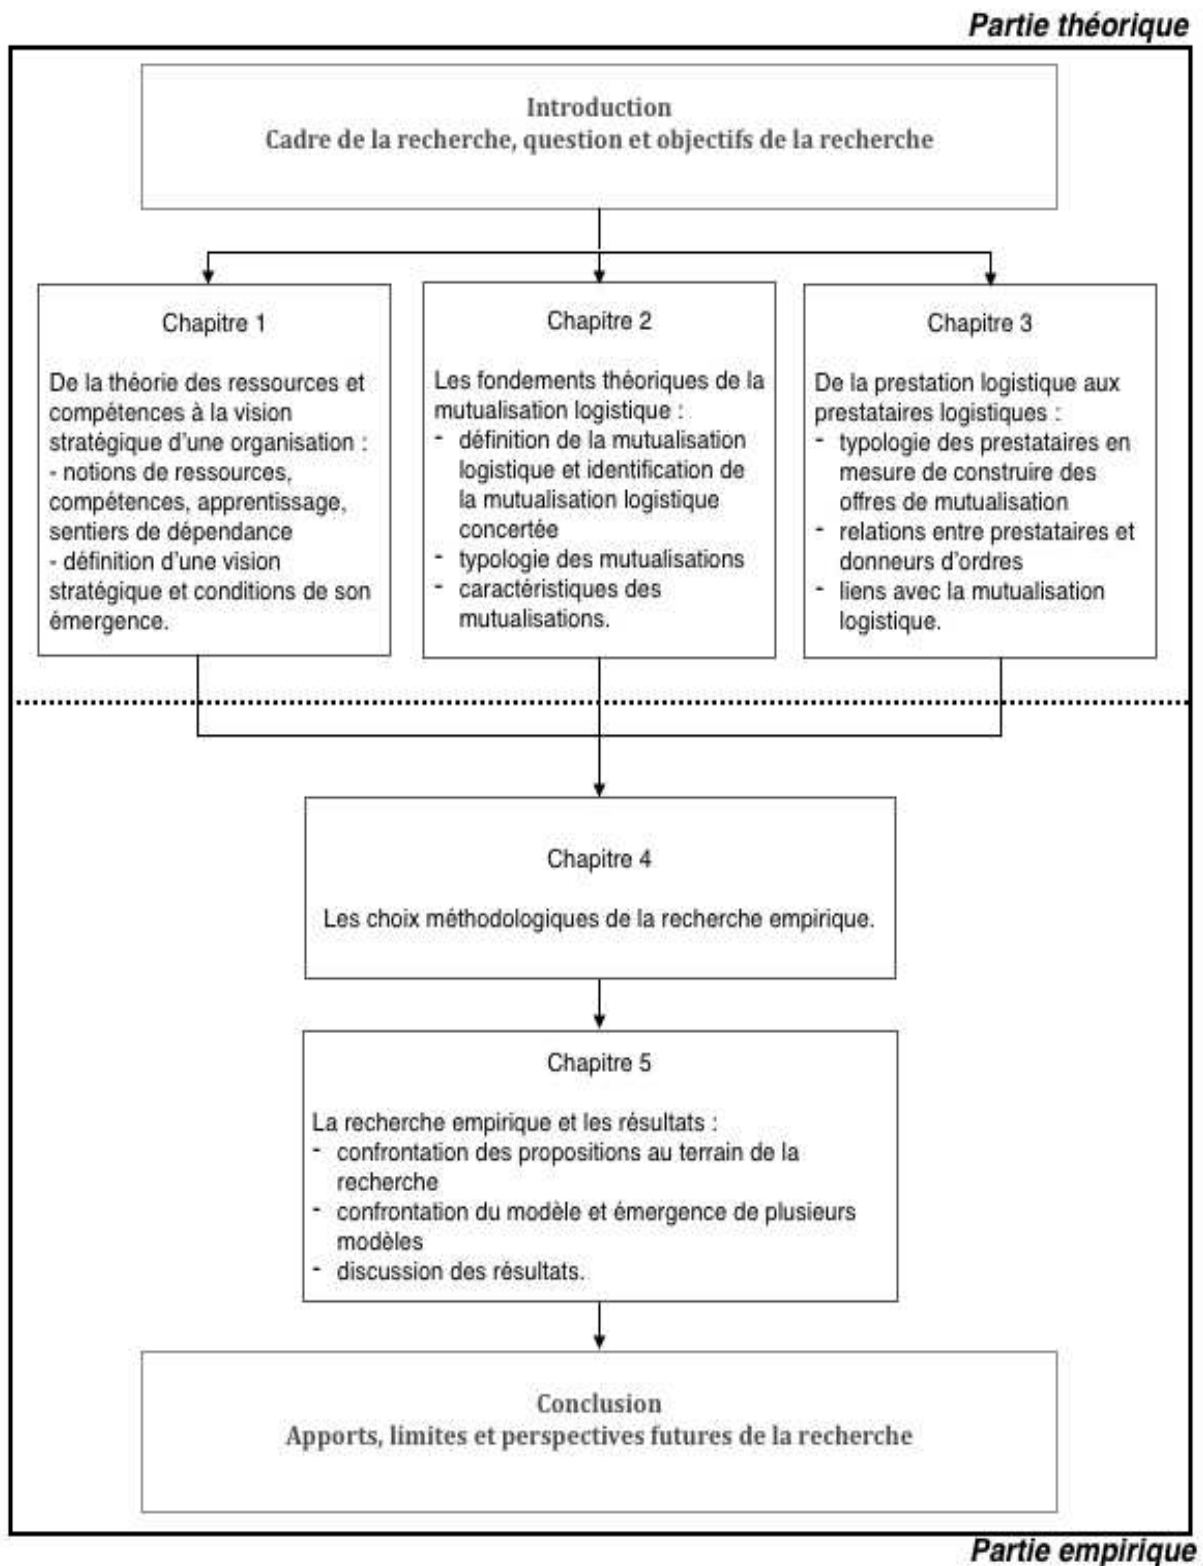 Partie théorique
Introduction
Cadre de la recherche, question et objectifs de la recherche
Chapitre 1
De la théorie des ressources et
compétences à la vision
stratégique d'une organisation :
- notions de ressources,
compétences, apprentissage,
sentiers de dépendance
- définition d'une vision
stratégique et conditions de son
émergence.
Chapitre 2
Les fondements théoriques de la
mutualisation logistique :
- définition de la mutualisation
logistique et identification de
la mutualisation logistique
concertée
- typologie des mutualisations
- caractéristiques des
mutualisations.
Chapitre 3
De la prestation logistique aux
prestataires logistiques :
- typologie des prestataires en
mesure de construire des
offres de mutualisation
- relations entre prestataires et
donneurs d'ordres
- liens avec la mutualisation
logistique.
Chapitre 4
Les choix méthodologiques de la recherche empirique.
Chapitre 5
La recherche empirique et les résultats :
- confrontation des propositions au terrain de la
recherche
- confrontation du modèle et émergence de plusieurs
modèles
- discussion des résultats.
Conclusion
Apports, limites et perspectives futures de la recherche
Partie empirique